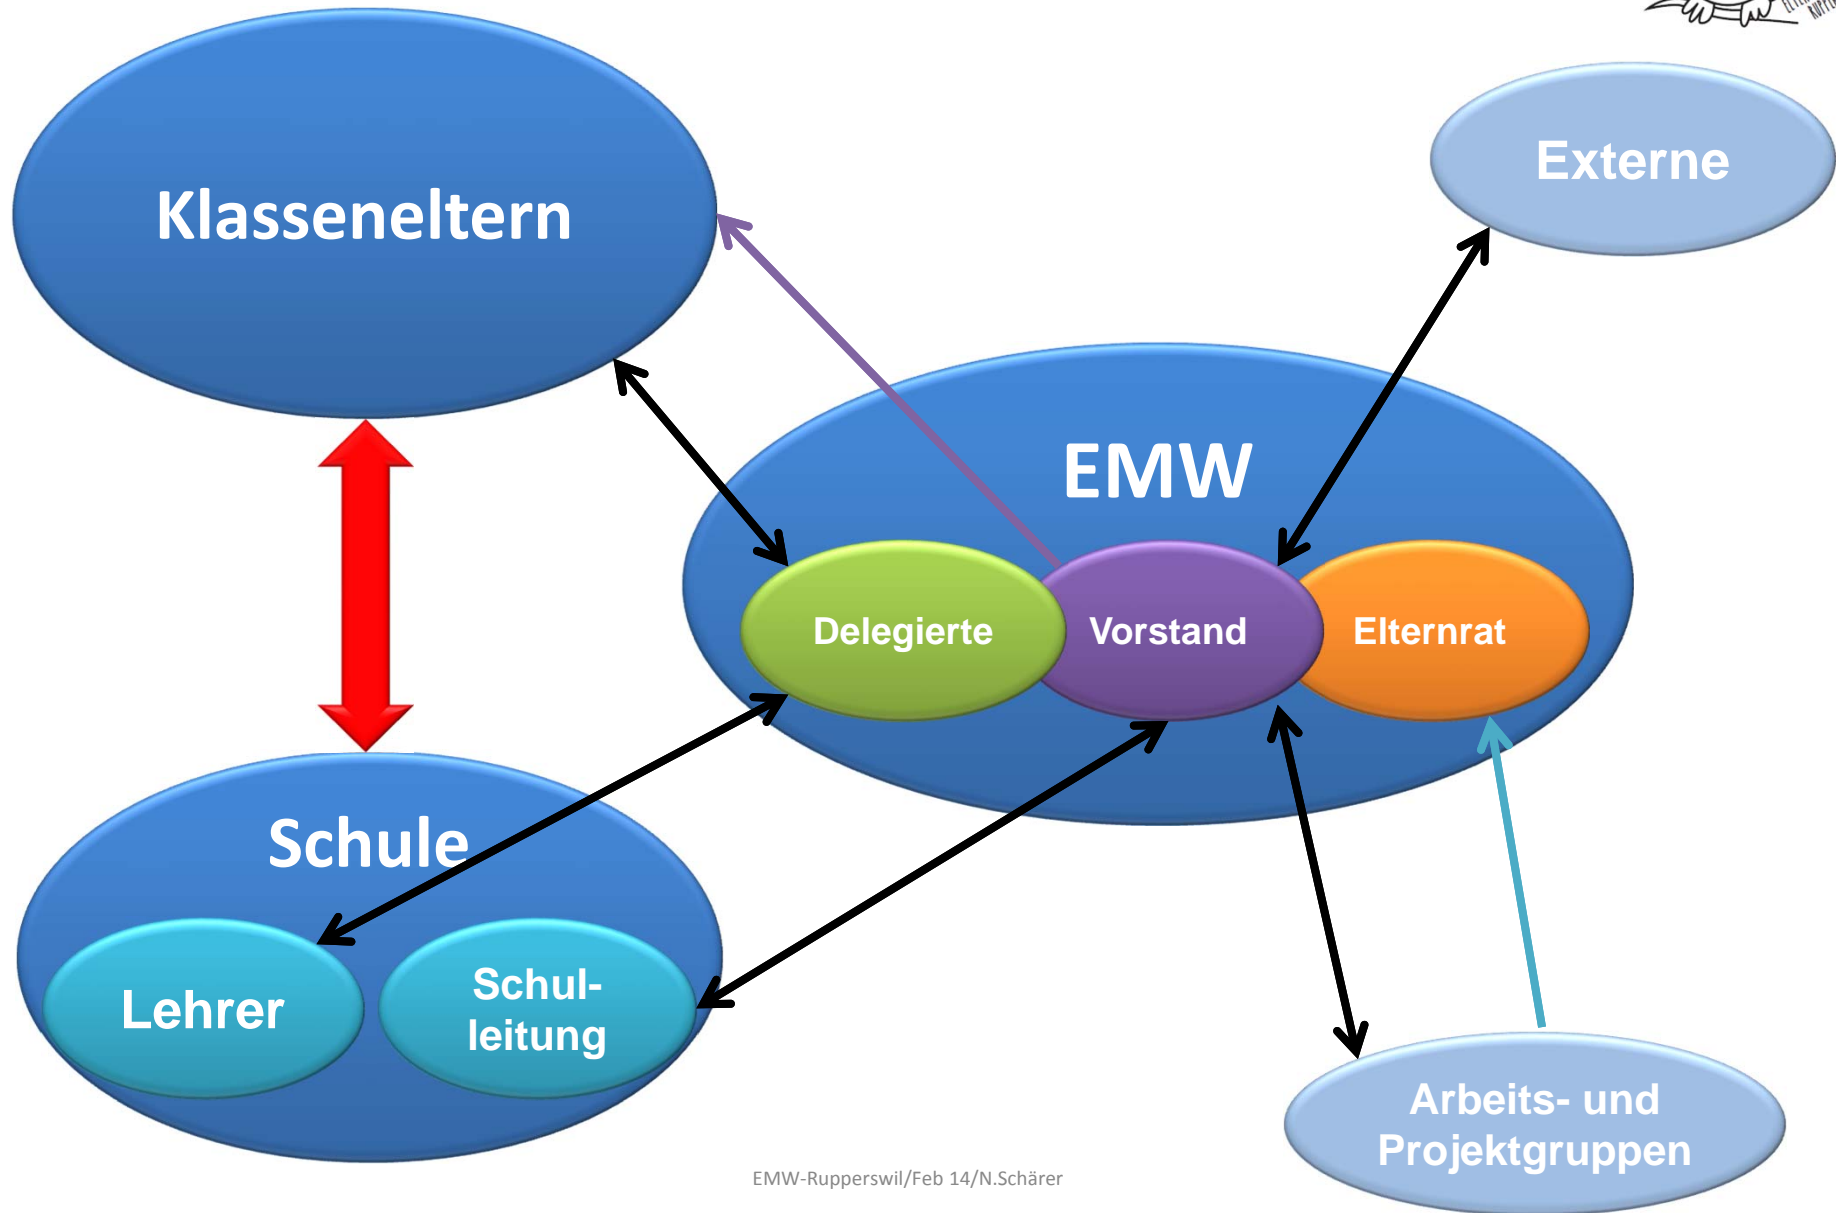 Klasseneltern
Externe
EMW
Delegierte
Vorstand
Elternrat
Schule
Lehrer
Schul-
leitung
Arbeits- und
Projektgruppen
EMW-Rupperswil/Feb 14/N.Schärer